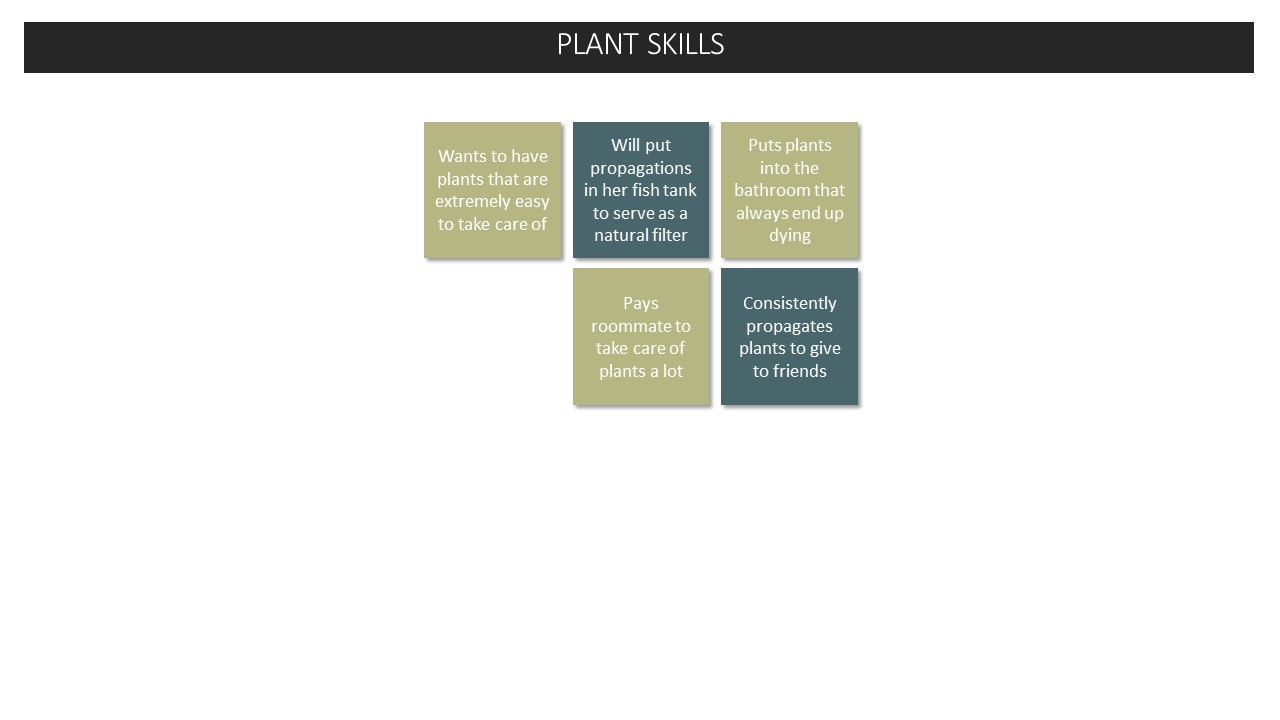 PLANT SKILLS
Wants to have
plants that are
extremely easy
to take care of
Will put
propagations
in her fish tank
to serve as a
natural filter
Puts plants
into the
bathroom that
always end up
dying
Pays
roommate to
take care of
plants a lot
Consistently
propagates
plants to give
to friends